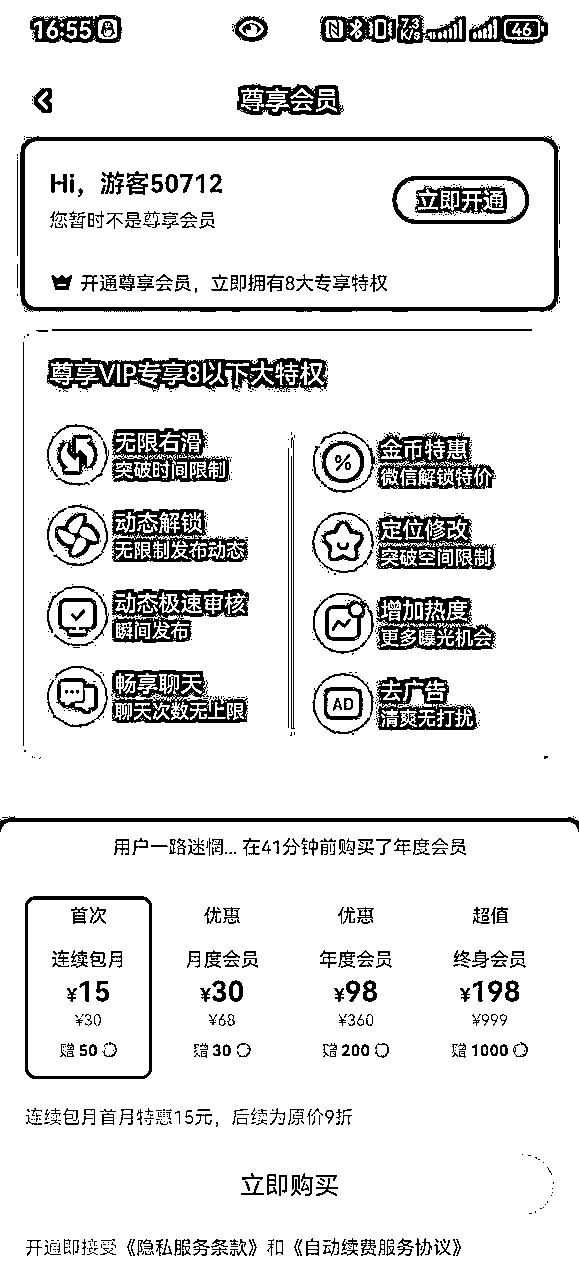 16:55
7.3 K/s
46
尊享会员
Hi，游客50712
立即开通
您暂时不是尊享会员
开通尊享会员，立即拥有8大专享特权
尊享VIP专享8以下大特权
无限右滑
突破时间限制
金币特惠
微信解锁特价
动态解锁
无限制发布动态
定位修改
突破空间限制
动态极速审核
瞬间发布
增加热度
更多曝光机会
畅享聊天
聊天次数无上限
AD
去广告
清爽无打扰
用户一路迷惘... 在41分钟前购买了年度会员
首次
连续包月
¥15
¥30
赠 50
优惠
月度会员
¥30
¥68
赠 30
优惠
年度会员
¥98
¥360
赠 200
超值
终身会员
¥198
¥999
赠 1000
连续包月首月特惠15元，后续为原价9折
立即购买
开通即接受《隐私服务条款》和《自动续费服务协议》